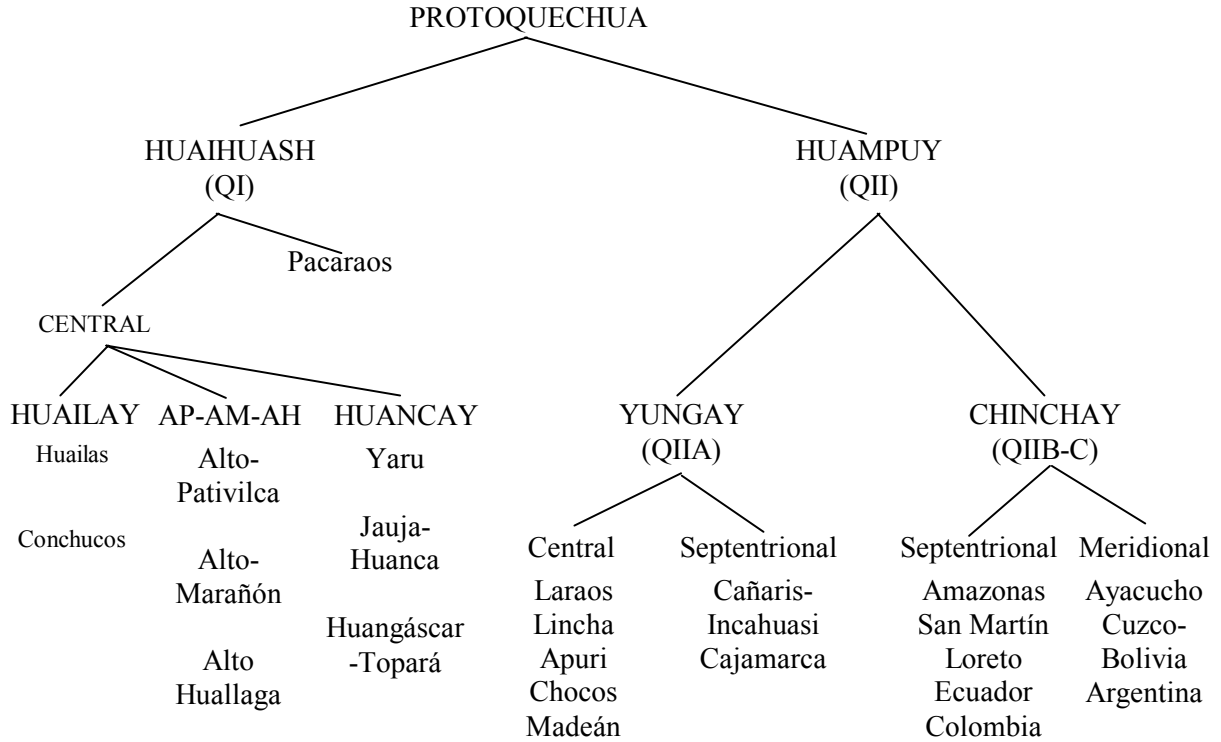 PROTOQUECHUA
HUAIHUASH
(QI)
HUAMPUY
(QII)
Pacaraos
CENTRAL
HUAILAY
Huailas
Conchucos
AP-AM-AH
Alto-
Pativilca
Alto-
Marañón
Alto
Huallaga
HUANCAY
Yaru
Jauja-
Huanca
Huangáscar
-Topará
YUNGAY
(QIIA)
Central
Laraos
Lincha
Apuri
Chocos
Madeán
Septentrional
Cañaris-
Incahuasi
Cajamarca
CHINCHAY
(QIIB-C)
Septentrional
Amazonas
San Martín
Loreto
Ecuador
Colombia
Meridional
Ayacucho
Cuzco-
Bolivia
Argentina